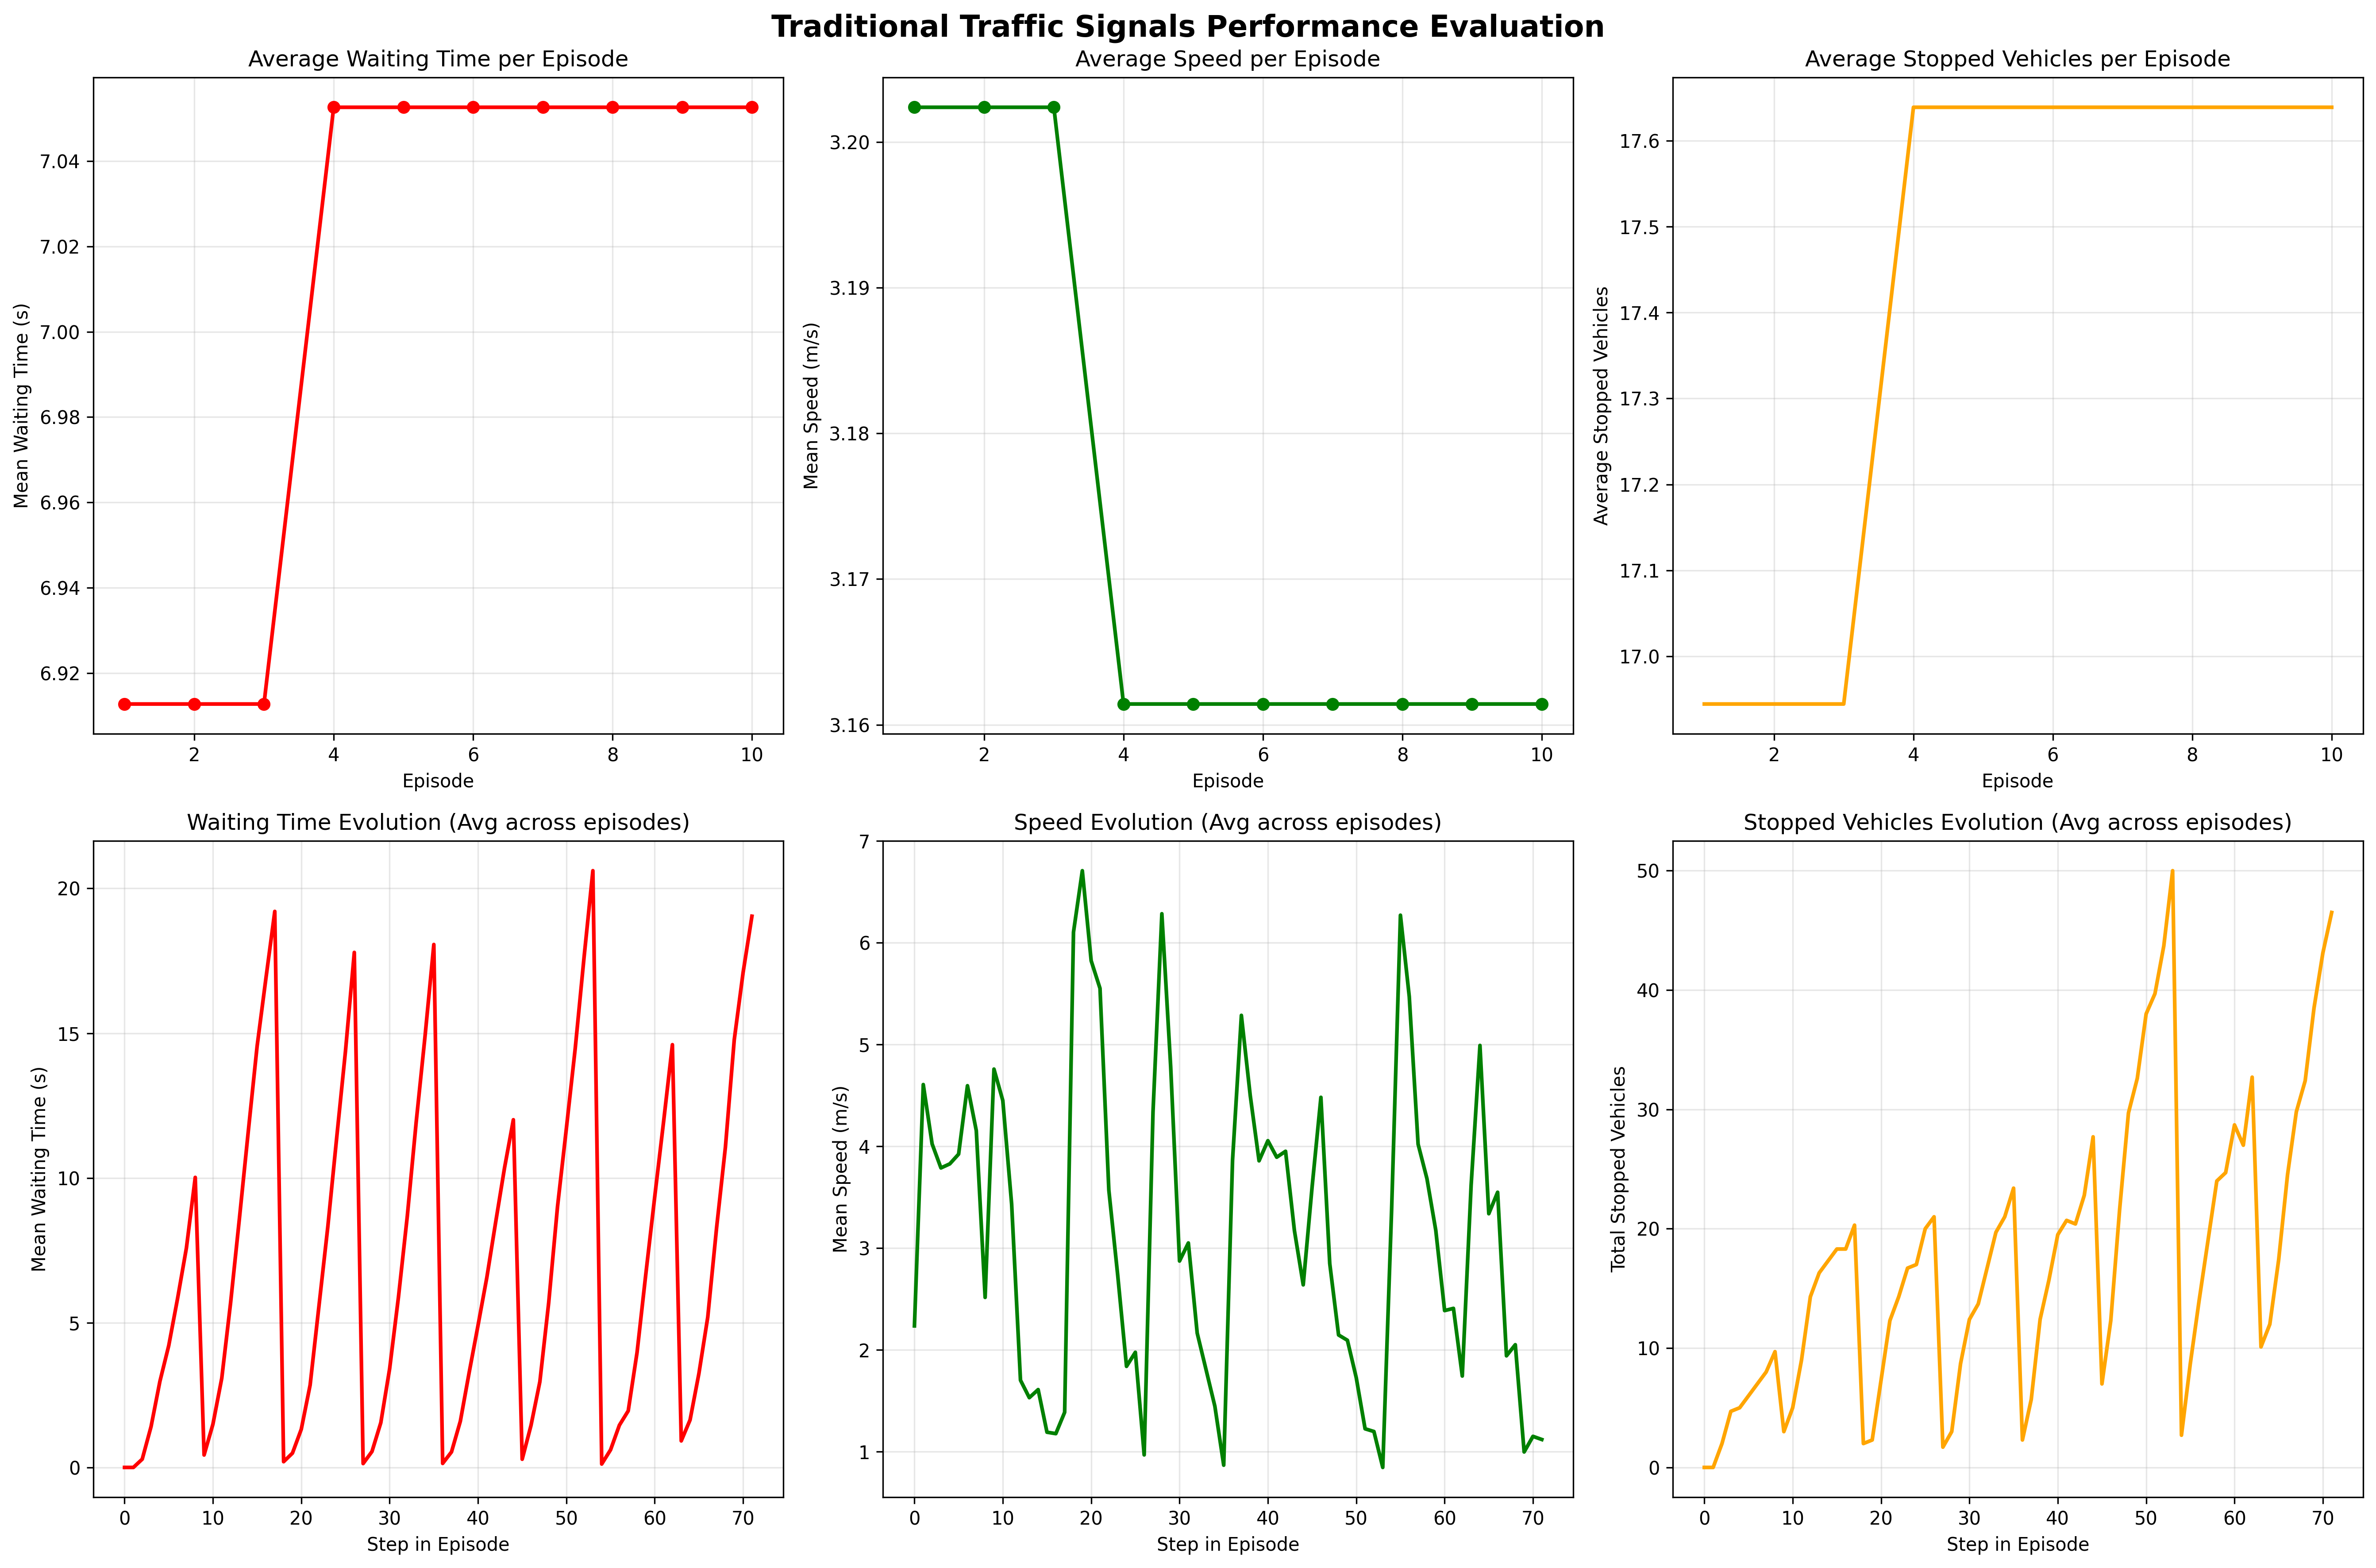 Traditional Traffic Signals Performance Evaluation
Average Waiting Time per Episode
Mean Waiting Time (s)
7.04
7.02
7.00
6.98
6.96
6.94
6.92
2 4 6 8 10
Episode
Average Speed per Episode
Mean Speed (m/s)
3.20
3.19
3.18
3.17
3.16
2 4 6 8 10
Episode
Average Stopped Vehicles per Episode
Average Stopped Vehicles
17.6
17.5
17.4
17.3
17.2
17.1
17.0
2 4 6 8 10
Episode
Waiting Time Evolution (Avg across episodes)
Mean Waiting Time (s)
20
15
10
5
0
0 10 20 30 40 50 60 70
Step in Episode
Speed Evolution (Avg across episodes)
Mean Speed (m/s)
7
6
5
4
3
2
1
0 10 20 30 40 50 60 70
Step in Episode
Stopped Vehicles Evolution (Avg across episodes)
Total Stopped Vehicles
50
40
30
20
10
0
0 10 20 30 40 50 60 70
Step in Episode